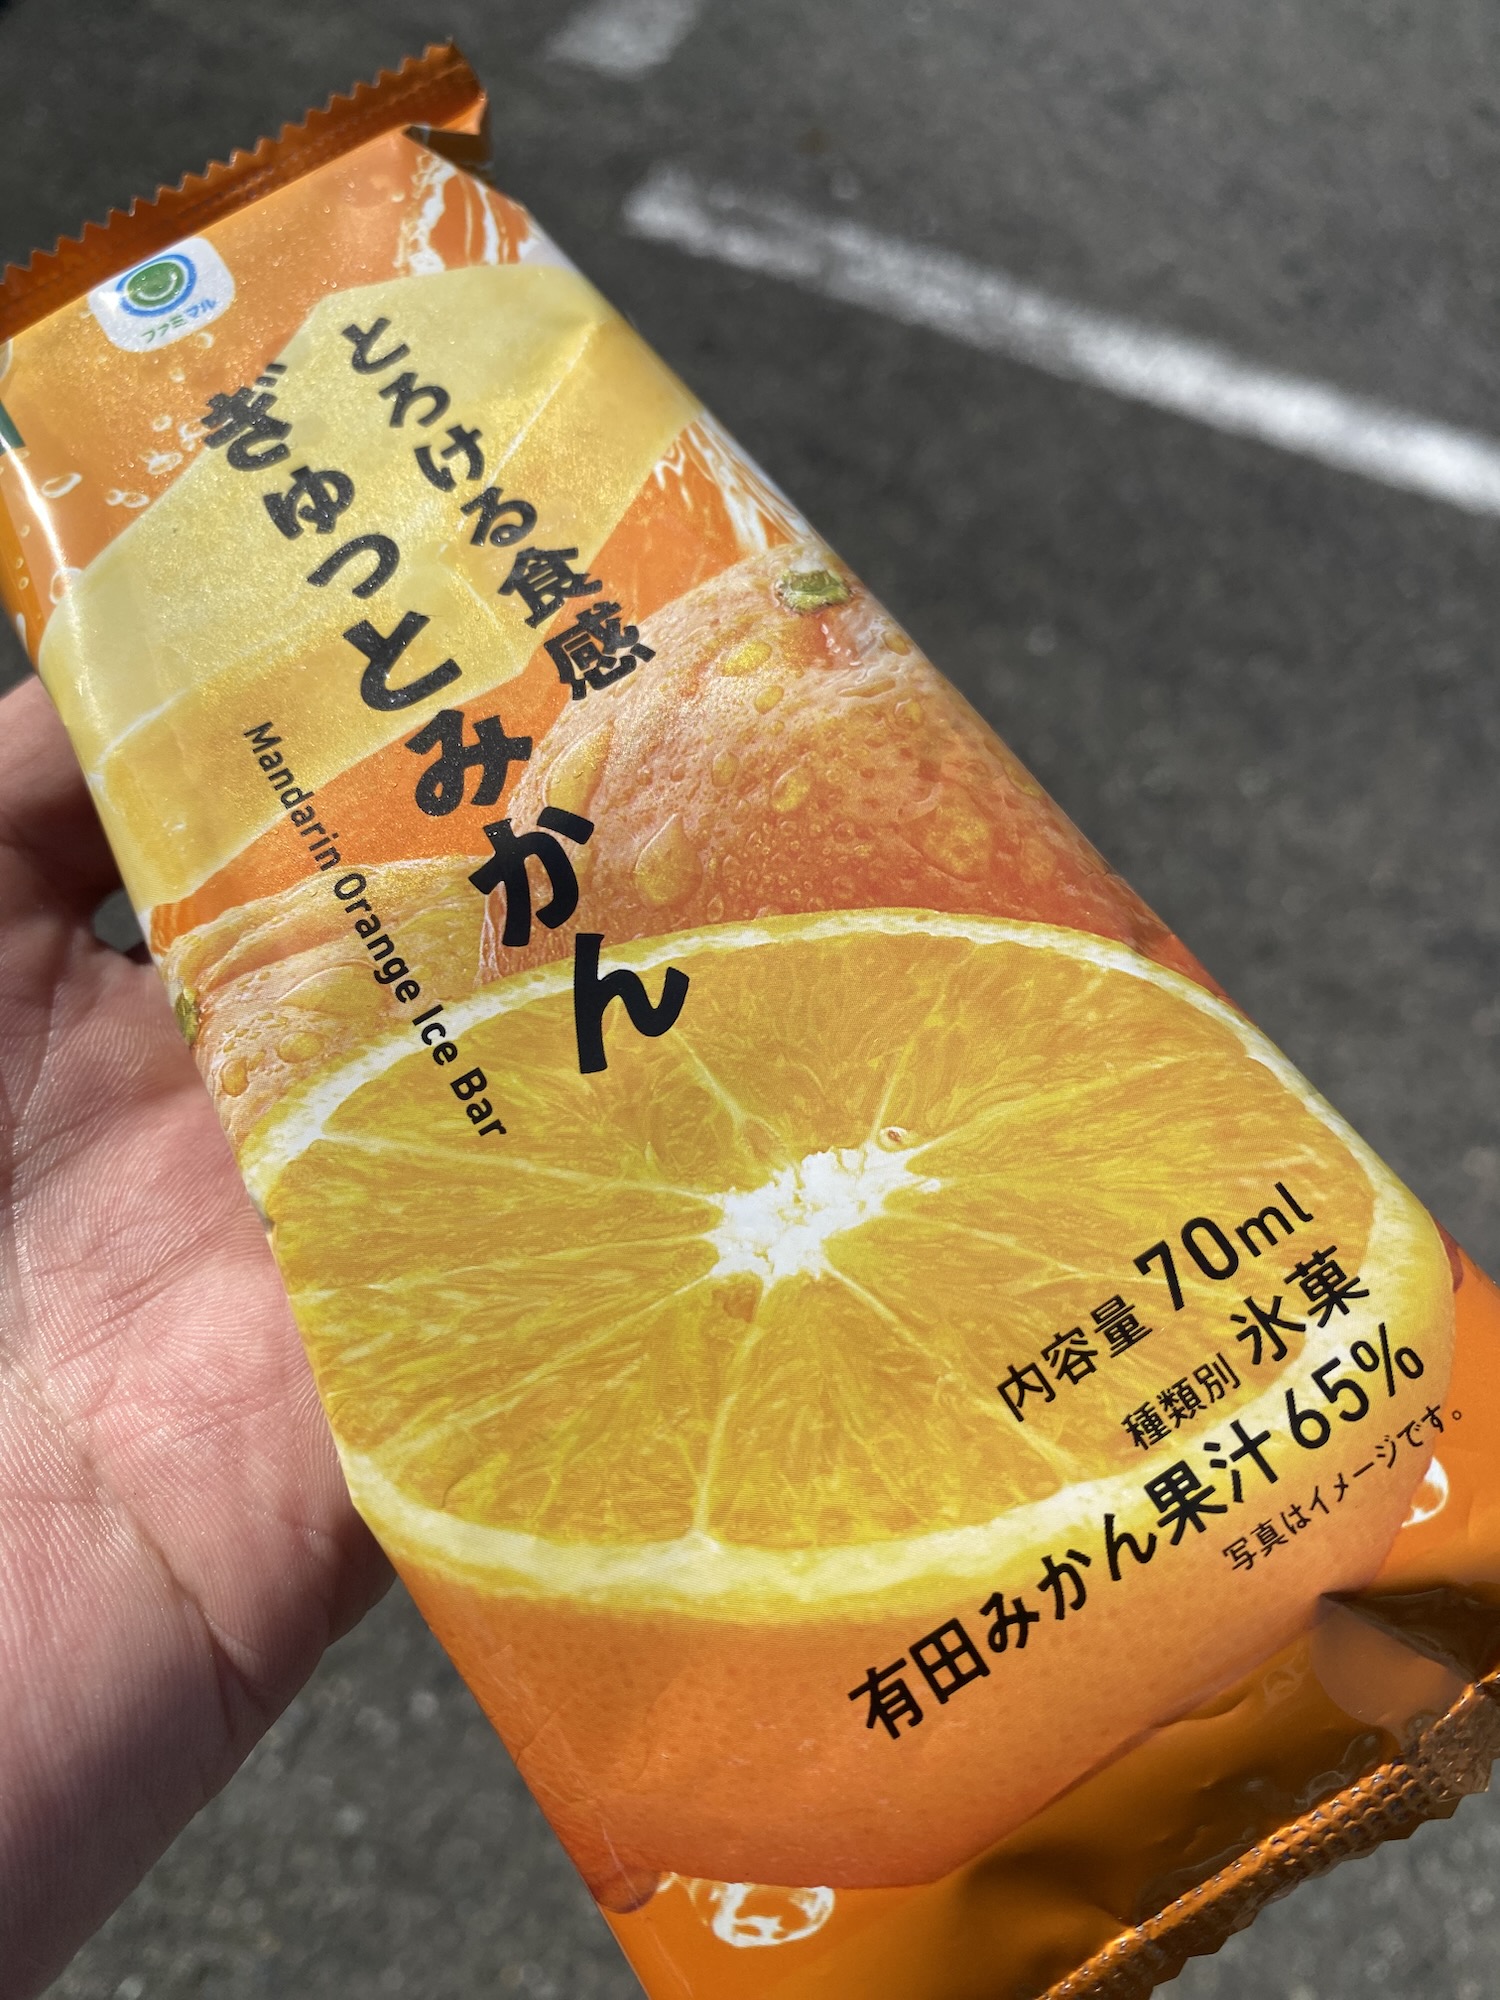 ファミマル
とろける食感
ぎゅっとみかん
Mandarin Orange Ice Bar
内容量 70ml
種類別 氷菓
有田みかん果汁65%
写真はイメージです。